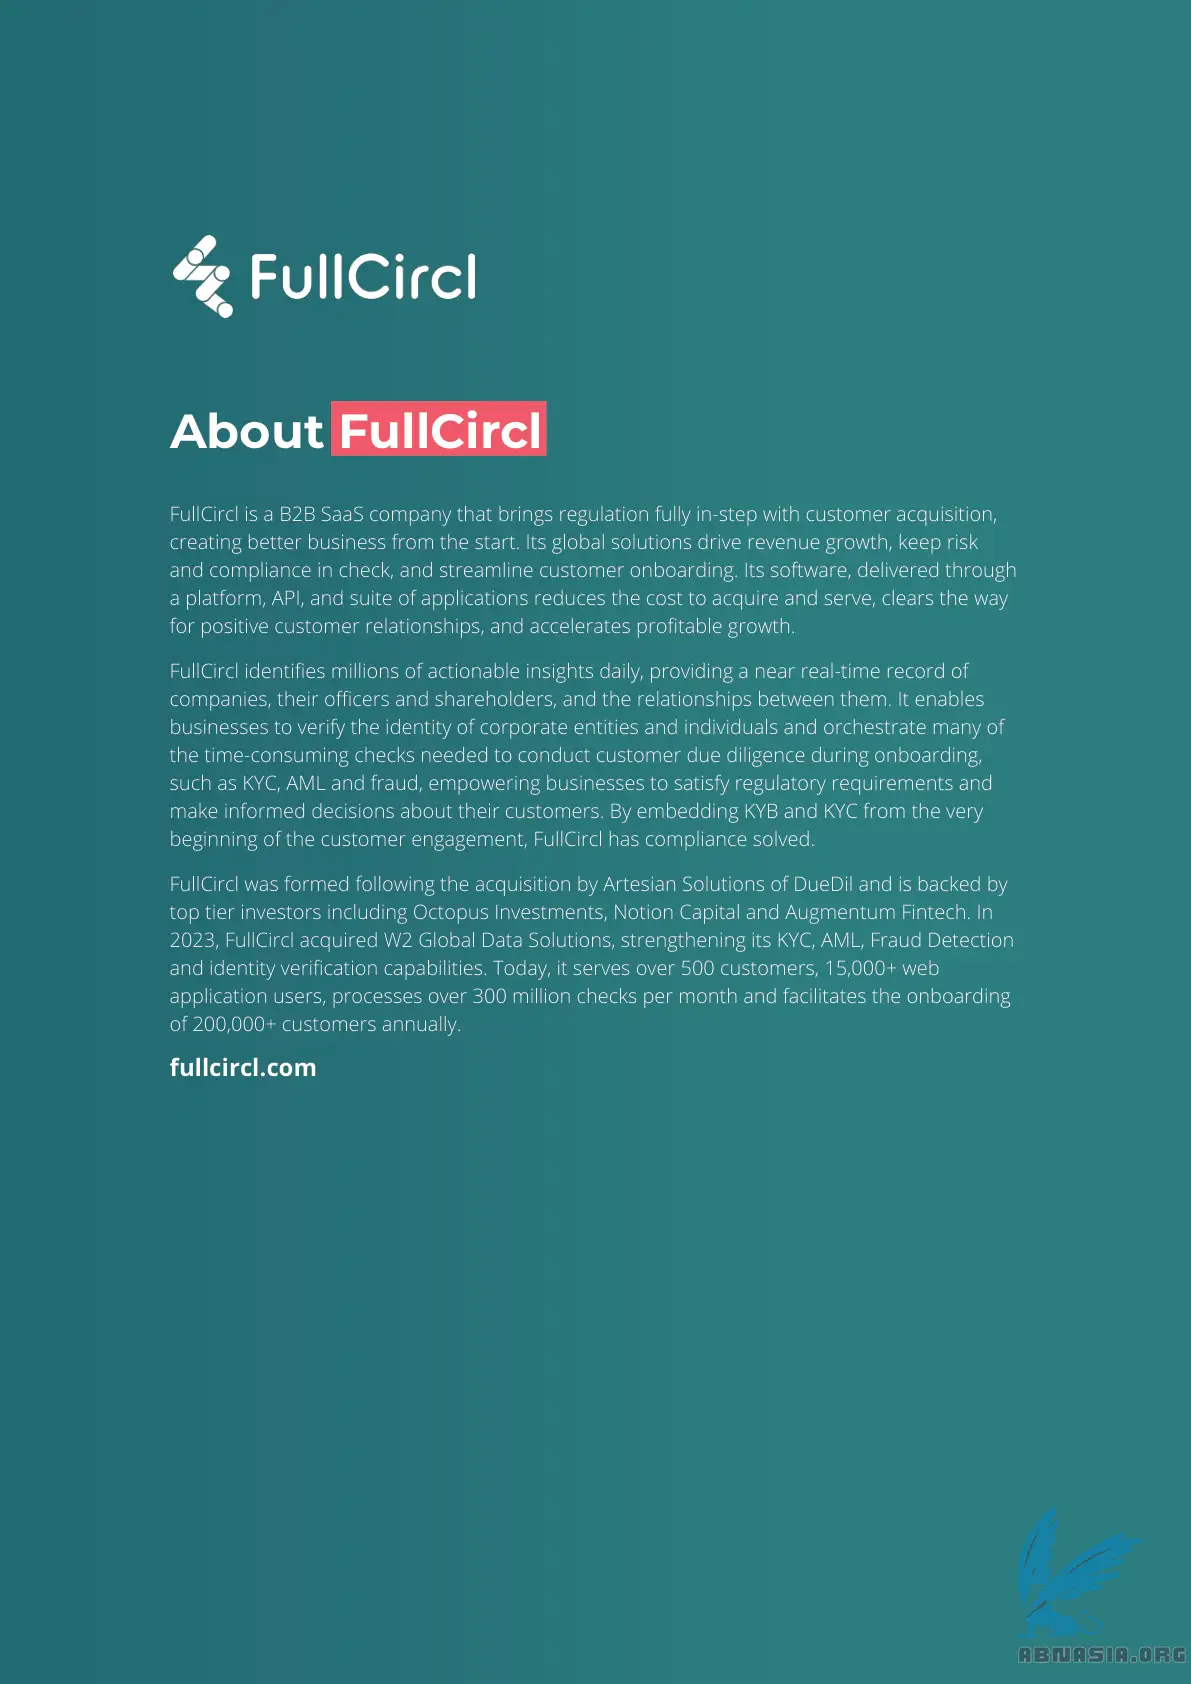 FullCircl
About FullCircl
FullCircl is a B2B SaaS company that brings regulation fully in-step with customer acquisition,
creating better business from the start. Its global solutions drive revenue growth, keep risk
and compliance in check, and streamline customer onboarding. Its software, delivered through
a platform, API, and suite of applications reduces the cost to acquire and serve, clears the way
for positive customer relationships, and accelerates profitable growth.
FullCircl identifies millions of actionable insights daily, providing a near real-time record of
companies, their officers and shareholders, and the relationships between them. It enables
businesses to verify the identity of corporate entities and individuals and orchestrate many of
the time-consuming checks needed to conduct customer due diligence during onboarding,
such as KYC, AML and fraud, empowering businesses to satisfy regulatory requirements and
make informed decisions about their customers. By embedding KYB and KYC from the very
beginning of the customer engagement, FullCircl has compliance solved.
FullCircl was formed following the acquisition by Artesian Solutions of DueDil and is backed by
top tier investors including Octopus Investments, Notion Capital and Augmentum Fintech. In
2023, FullCircl acquired W2 Global Data Solutions, strengthening its KYC, AML, Fraud Detection
and identity verification capabilities. Today, it serves over 500 customers, 15,000+ web
application users, processes over 300 million checks per month and facilitates the onboarding
of 200,000+ customers annually.
fullcircl.com
ABNASIA.ORG